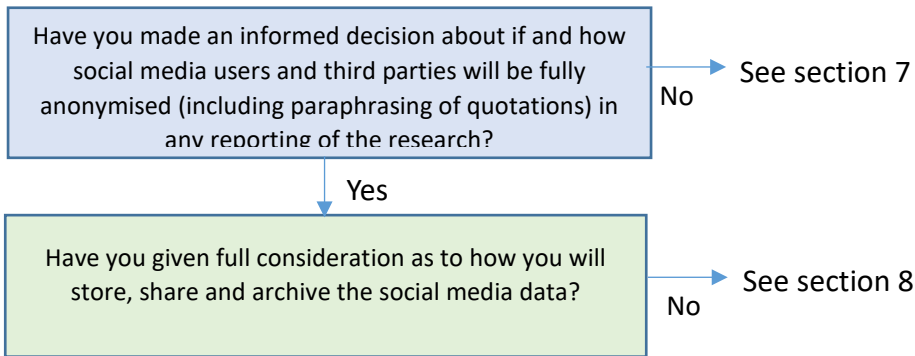 Have you made an informed decision about if and how
social media users and third parties will be fully
anonymised (including paraphrasing of quotations) in
any reporting of the research?
No
See section 7
Yes
Have you given full consideration as to how you will
store, share and archive the social media data?
No
See section 8